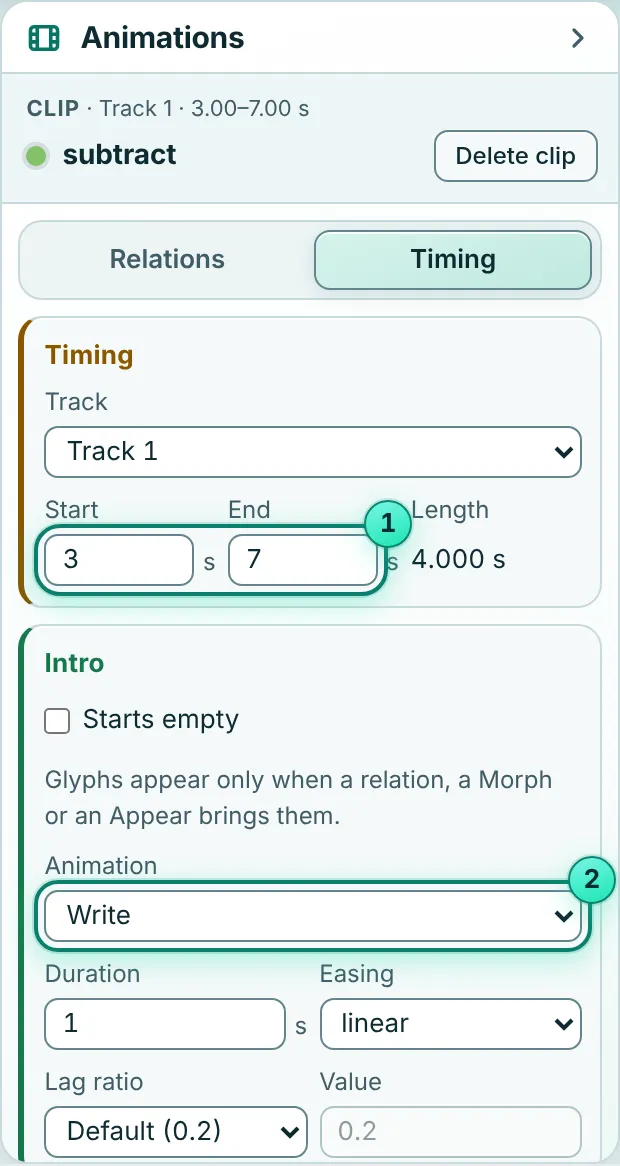 Animations
CLIP · Track 1 · 3.00–7.00 s
subtract
Delete clip
Relations
Timing
Timing
Track
Track 1
Start
End
1
Length
3
s
7
s
4.000 s
Intro
Starts empty
Glyphs appear only when a relation, a Morph
or an Appear brings them.
Animation
2
Write
Duration
Easing
1
s
linear
Lag ratio
Value
Default (0.2)
0.2